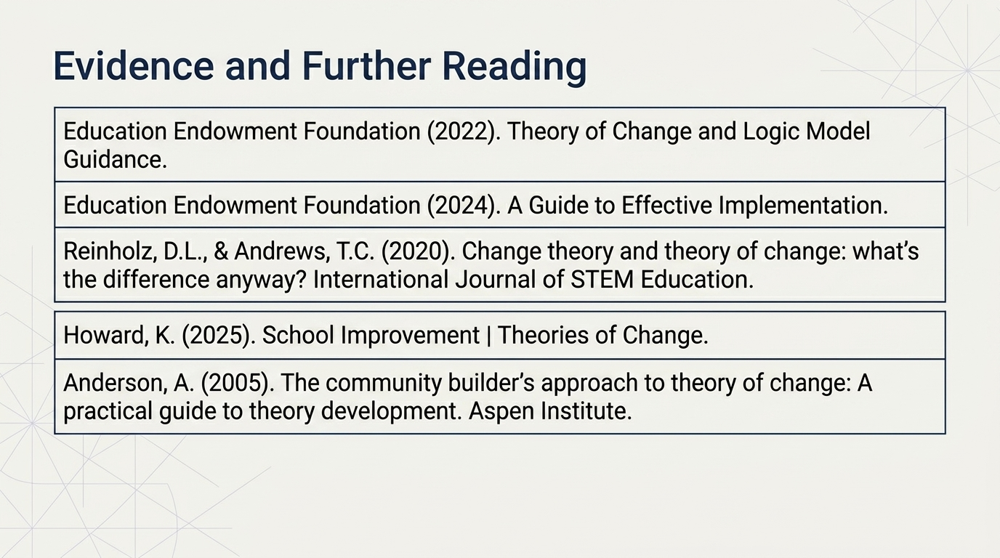 Evidence and Further Reading
Education Endowment Foundation (2022). Theory of Change and Logic Model
Guidance.
Education Endowment Foundation (2024). A Guide to Effective Implementation.
Reinholz, D.L., & Andrews, T.C. (2020). Change theory and theory of change: what’s
the difference anyway? International Journal of STEM Education.
Howard, K. (2025). School Improvement | Theories of Change.
Anderson, A. (2005). The community builder’s approach to theory of change: A
practical guide to theory development. Aspen Institute.